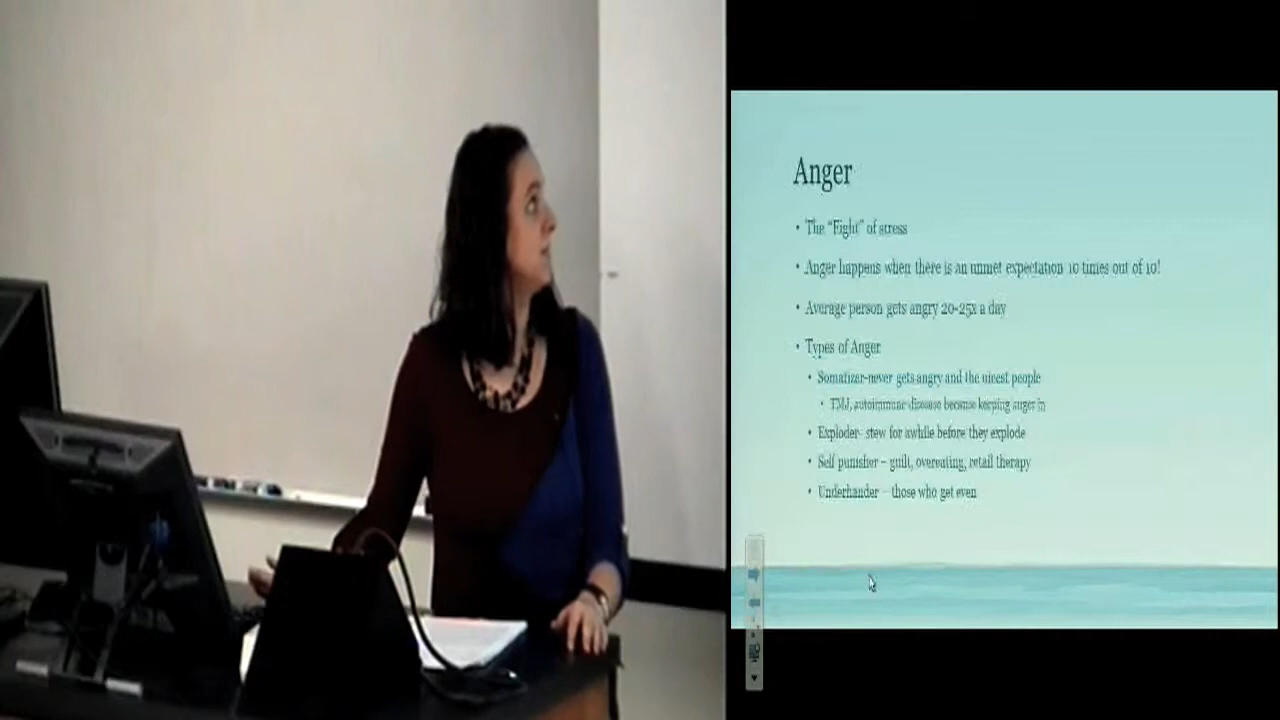 Anger
• The “Fight” of stress
• Anger happens when there is an unmet expectation 10 times out of 10!
• Average person gets angry 20-25x a day
• Types of Anger
• Somatizer-never gets angry and the nicest people
• TMJ, autoimmune disease because keeping anger in
• Exploder- stew for awhile before they explode
• Self punisher – guilt, overeating, retail therapy
• Underhander – those who get even